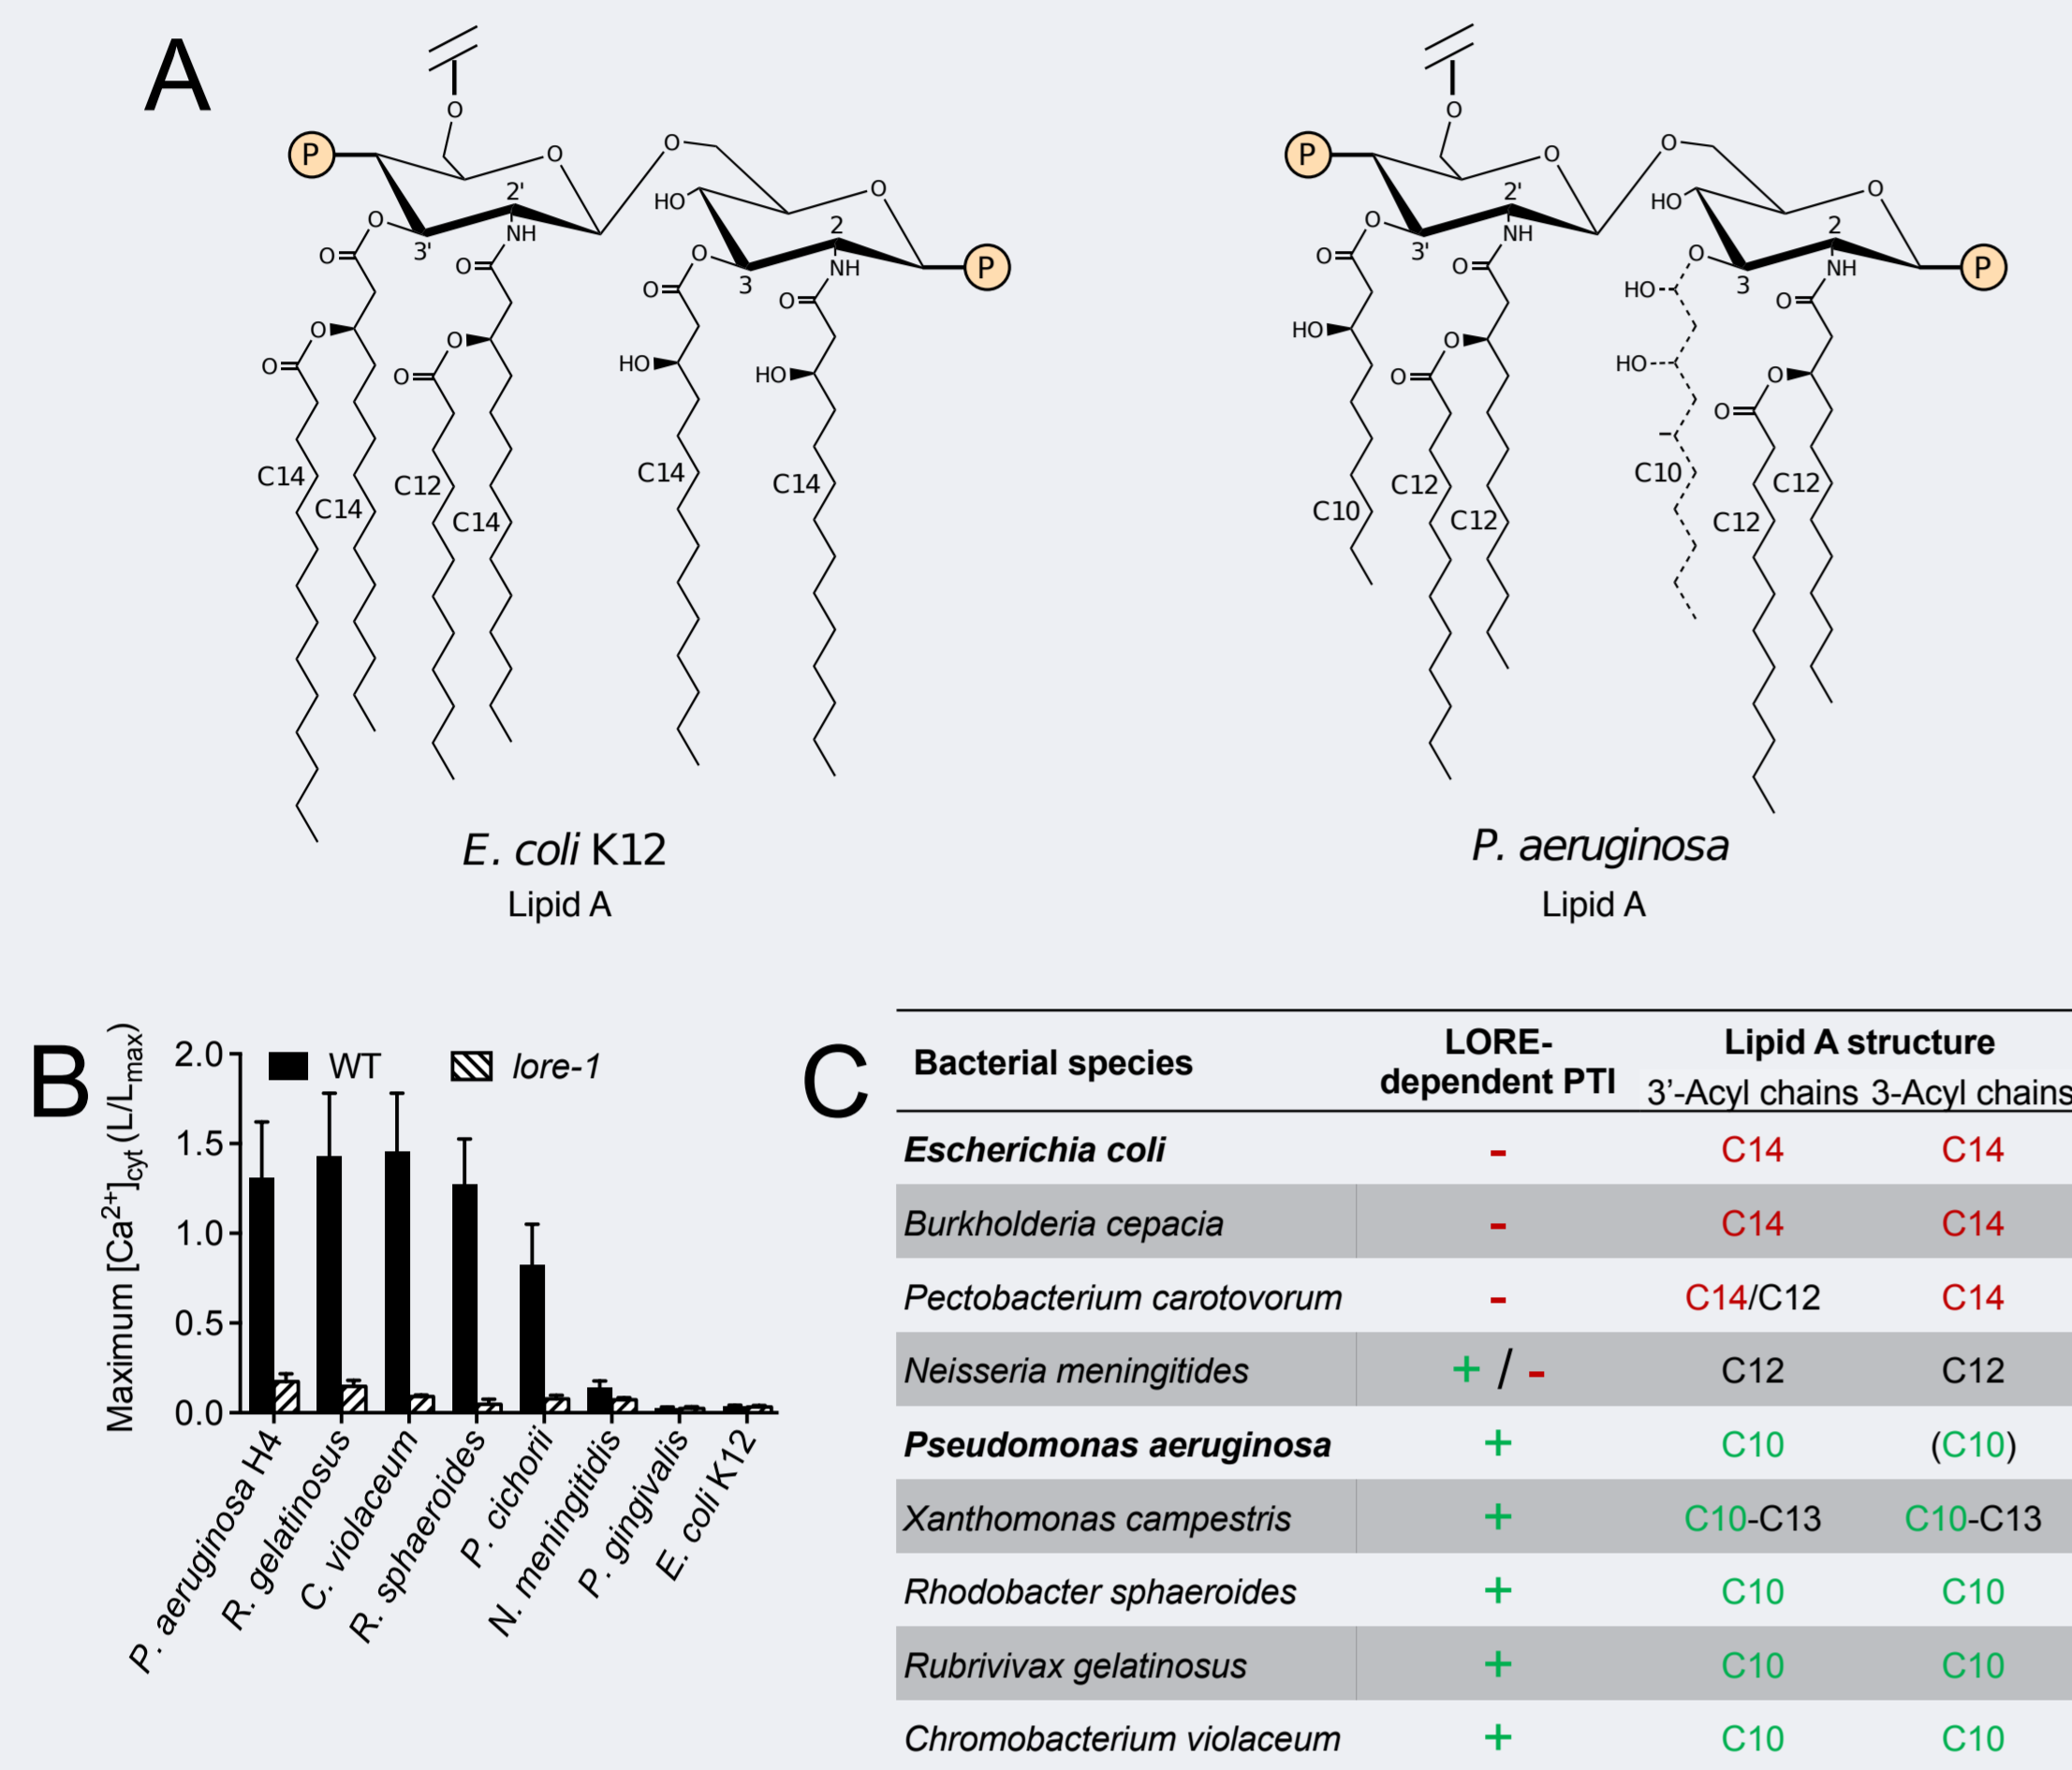 A
P
O
O
O
2'
HO
O
2
O
3'
NH
O
O
O
3
NH
P
O
O
O
O
O
O
HO
HO
C14
C14
C12
C14
C14
C14
E. coli K12
Lipid A
P
O
O
O
2'
HO
O
2
O
3'
NH
O
O
O
3
NH
P
HO
O
HO
O
HO
O
O
O
C10
C12
C12
C10
C12
C12
P. aeruginosa
Lipid A
B
Maximum [Ca2+]cyt (L/Lmax)
2.0
1.5
1.0
0.5
0.0
WT
lore-1
P. aeruginosa H4
R. gelatinosus
C. violaceum
R. sphaeroides
P. cichorii
N. meningitidis
P. gingivalis
E. coli K12
C
Bacterial species LORE-dependent PTI Lipid A structure
3’-Acyl chains 3-Acyl chains
Escherichia coli - C14 C14
Burkholderia cepacia - C14 C14
Pectobacterium carotovorum - C14/C12 C14
Neisseria meningitides + / - C12 C12
Pseudomonas aeruginosa + C10 (C10)
Xanthomonas campestris + C10-C13 C10-C13
Rhodobacter sphaeroides + C10 C10
Rubrivivax gelatinosus + C10 C10
Chromobacterium violaceum + C10 C10